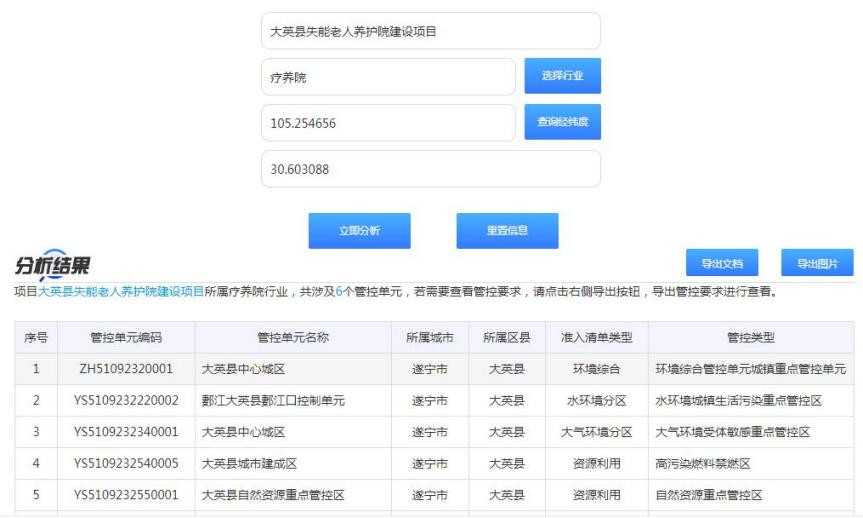 大英县失能老人养护院建设项目
疗养院 选择行业
105.254656 查询经纬度
30.603088
立即分析 重置信息
分析结果 导出文档 导出图片
项目大英县失能老人养护院建设项目所属疗养院行业，共涉及6个管控单元，若需要查看管控要求，请点击右侧导出按钮，导出管控要求进行查看。
序号 管控单元编码 管控单元名称 所属城市 所属区县 准入清单类型 管控类型
1 ZH51092320001 大英县中心城区 遂宁市 大英县 环境综合 环境综合管控单元城镇重点管控单元
2 YS5109232220002 郪江大英县郪江口控制单元 遂宁市 大英县 水环境分区 水环境城镇生活污染重点管控区
3 YS5109232340001 大英县中心城区 遂宁市 大英县 大气环境分区 大气环境受体敏感重点管控区
4 YS5109232540005 大英县城市建成区 遂宁市 大英县 资源利用 高污染燃料禁燃区
5 YS5109232550001 大英县自然资源重点管控区 遂宁市 大英县 资源利用 自然资源重点管控区